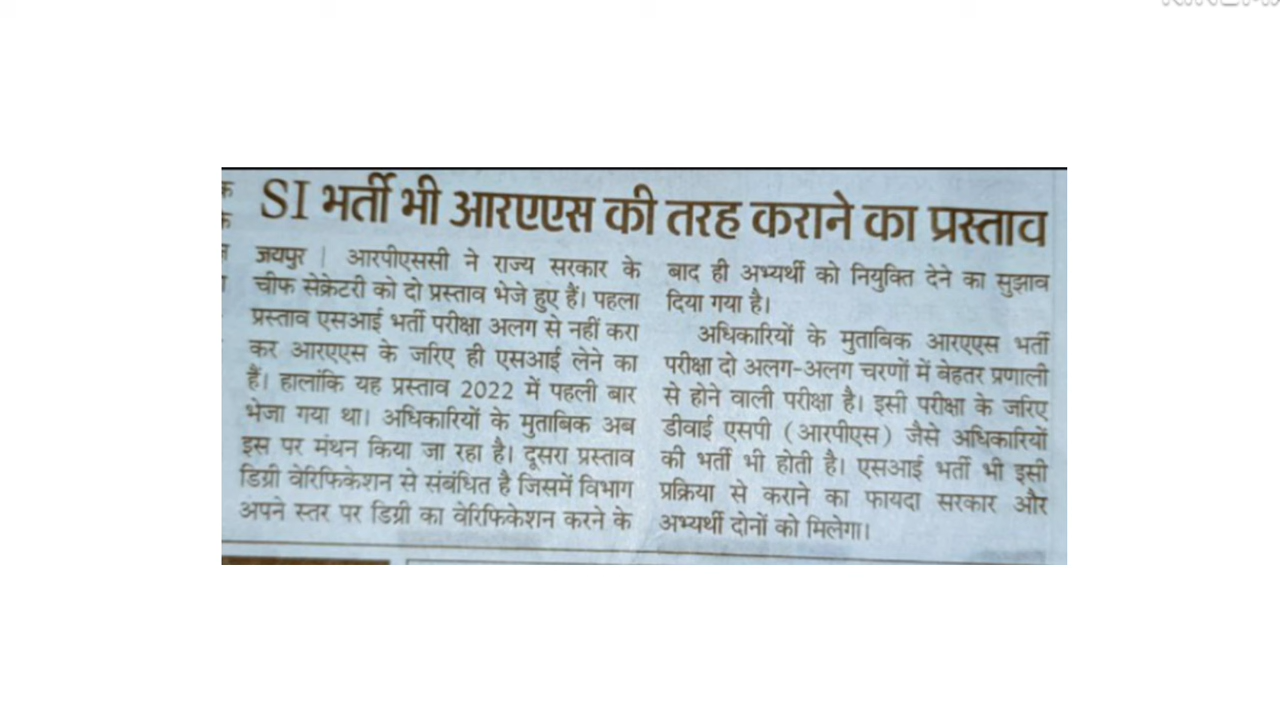 SI भर्ती भी आरएएस की तरह कराने का प्रस्ताव
जयपुर | आरपीएससी ने राज्य सरकार के
चीफ सेक्रेटरी को दो प्रस्ताव भेजे हुए हैं। पहला
प्रस्ताव एसआई भर्ती परीक्षा अलग से नहीं करा
कर आरएएस के जरिए ही एसआई लेने का
हैं। हालांकि यह प्रस्ताव 2022 में पहली बार
भेजा गया था। अधिकारियों के मुताबिक अब
इस पर मंथन किया जा रहा है। दूसरा प्रस्ताव
डिग्री वेरिफिकेशन से संबंधित है जिसमें विभाग
अपने स्तर पर डिग्री का वेरिफिकेशन करने के
बाद ही अभ्यर्थी को नियुक्ति देने का सुझाव
दिया गया है।
अधिकारियों के मुताबिक आरएएस भर्ती
परीक्षा दो अलग-अलग चरणों में बेहतर प्रणाली
से होने वाली परीक्षा है। इसी परीक्षा के जरिए
डीवाई एसपी (आरपीएस) जैसे अधिकारियों
की भर्ती भी होती है। एसआई भर्ती भी इसी
प्रक्रिया से कराने का फायदा सरकार और
अभ्यर्थी दोनों को मिलेगा।